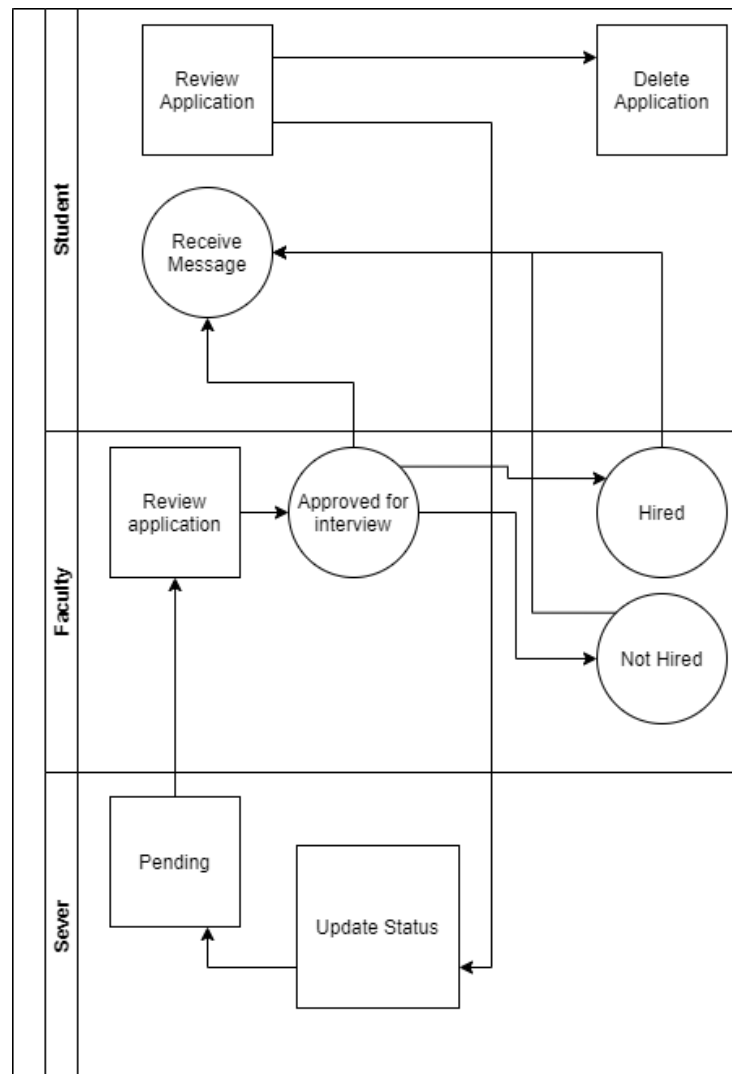 Student
Review
Application
Delete
Application
Receive
Message
Faculty
Review
application
Approved for
interview
Hired
Not Hired
Sever
Pending
Update Status